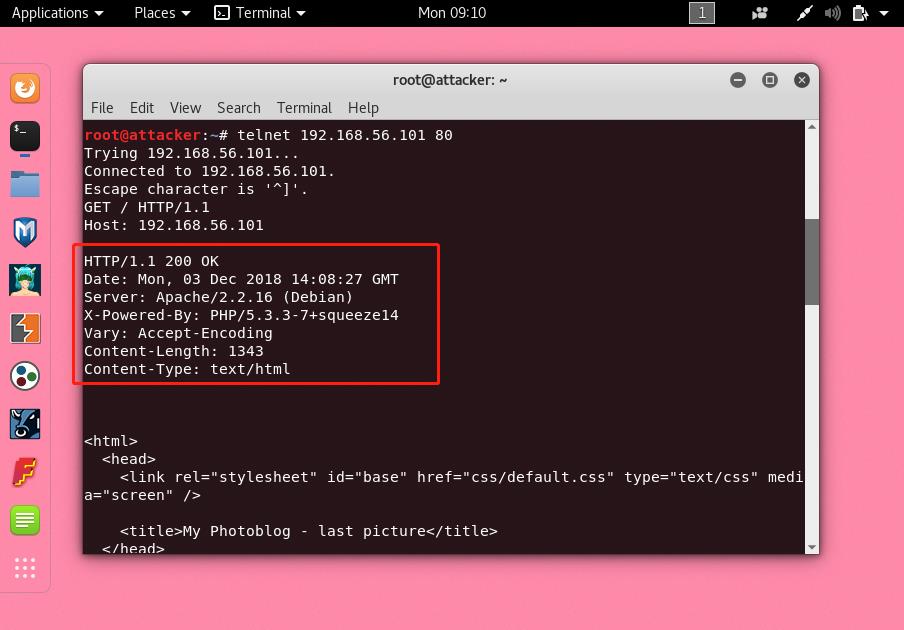 Applications Places Terminal Mon 09:10 1
root@attacker: ~
File Edit View Search Terminal Help
root@attacker:~# telnet 192.168.56.101 80
Trying 192.168.56.101...
Connected to 192.168.56.101.
Escape character is '^]'.
GET / HTTP/1.1
Host: 192.168.56.101
HTTP/1.1 200 OK
Date: Mon, 03 Dec 2018 14:08:27 GMT
Server: Apache/2.2.16 (Debian)
X-Powered-By: PHP/5.3.3-7+squeeze14
Vary: Accept-Encoding
Content-Length: 1343
Content-Type: text/html
<html>
<head>
<link rel="stylesheet" id="base" href="css/default.css" type="text/css" medi
a="screen" />
<title>My Photoblog - last picture</title>
</head>